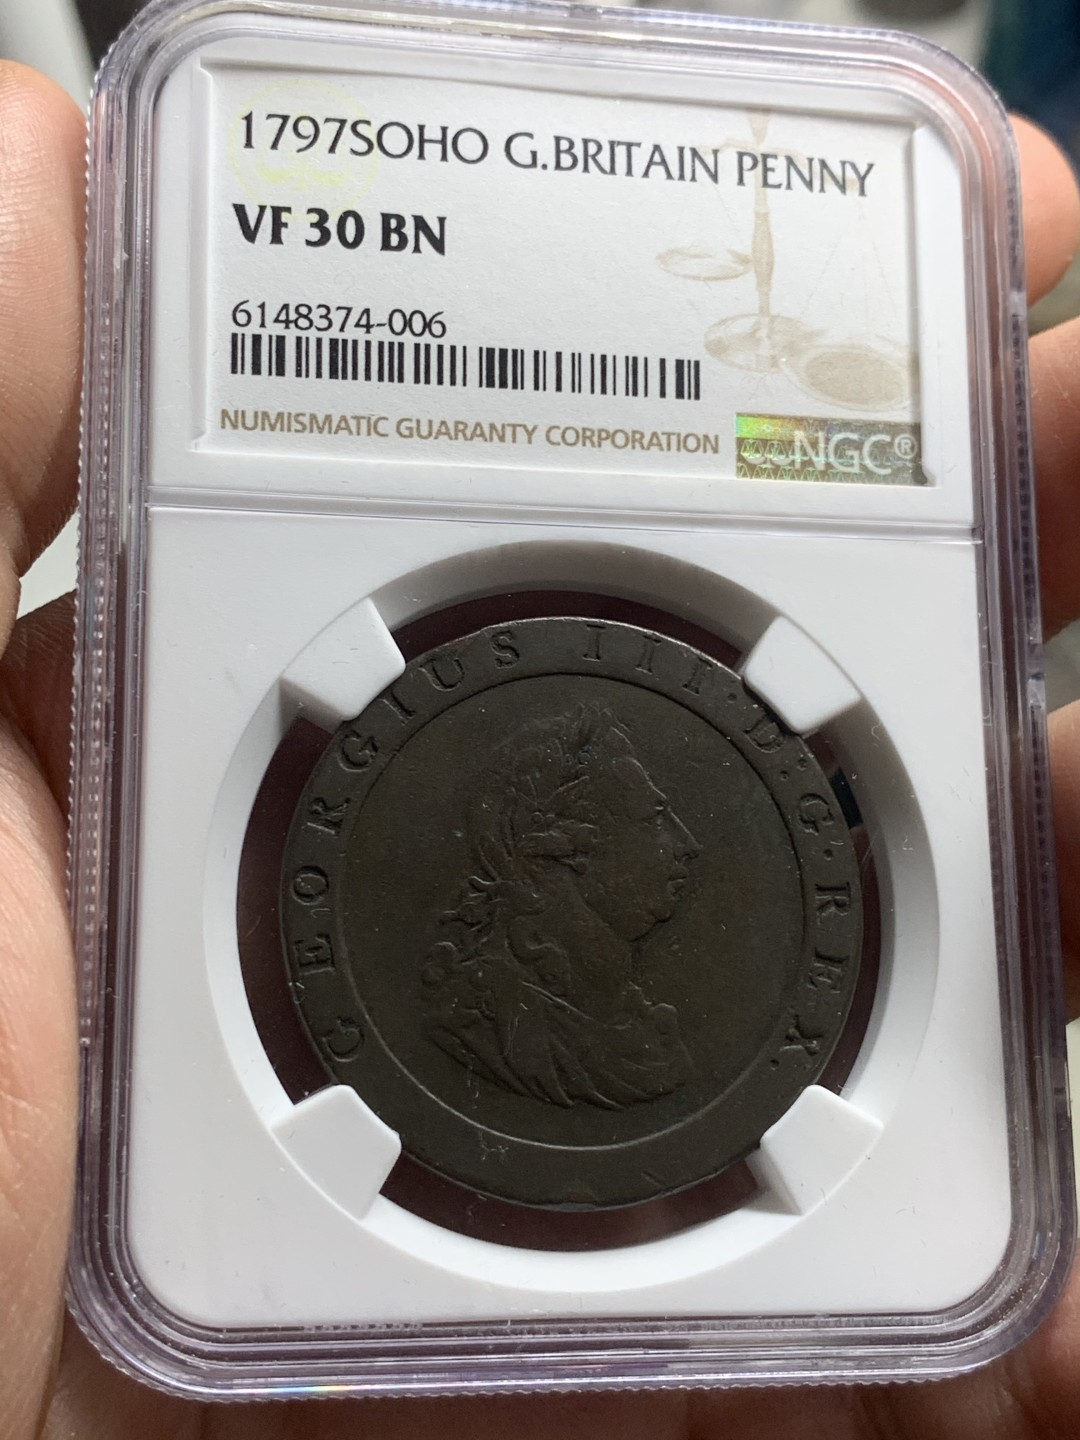 1797SOHO G.BRITAIN PENNY
VF 30 BN
6148374-006
NUMISMATIC GUARANTY CORPORATION
NGC®
GEORGIUS III·D:G·REX.